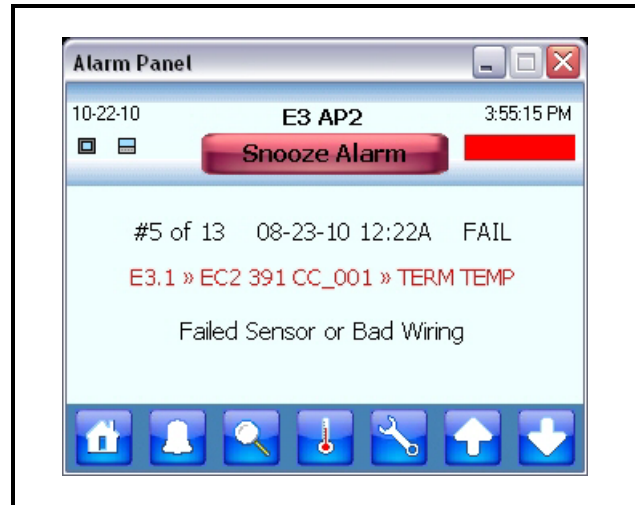 Alarm Panel
10-22-10 E3 AP2 3:55:15 PM
Snooze Alarm
#5 of 13 08-23-10 12:22A FAIL
E3.1 » EC2 391 CC_001 » TERM TEMP
Failed Sensor or Bad Wiring